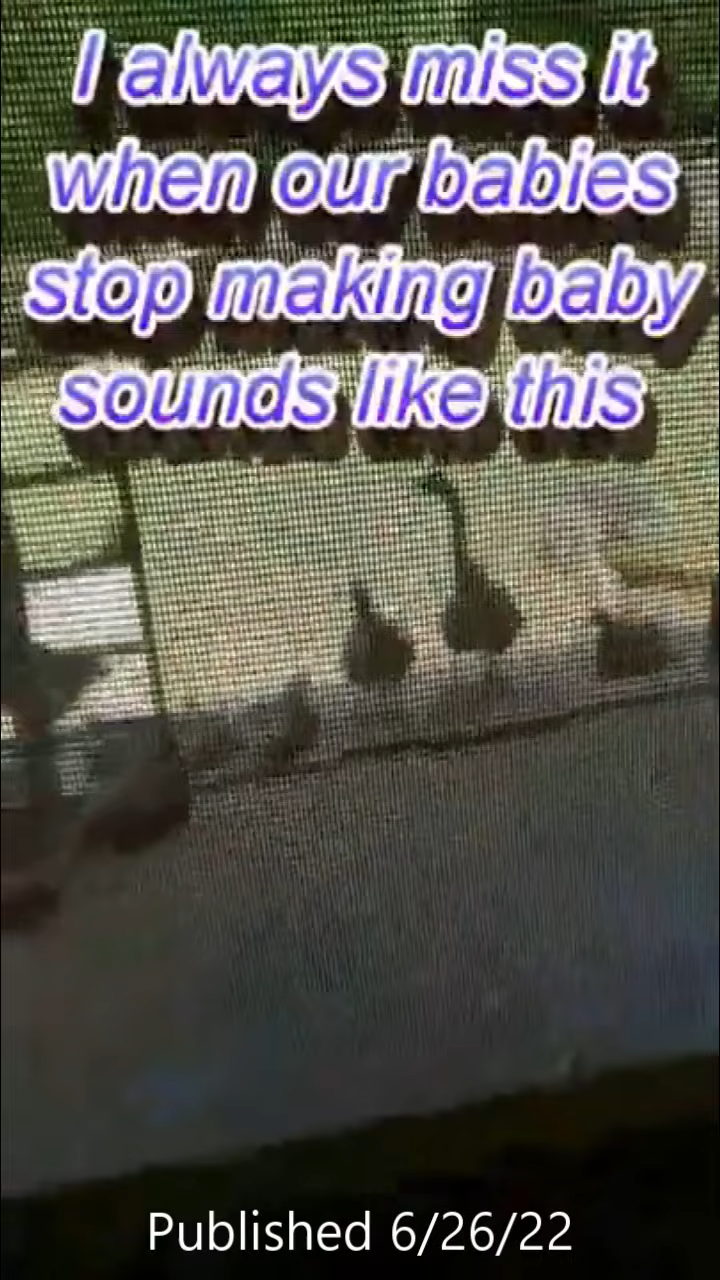 I always miss it
when our babies
stop making baby
sounds like this
Published 6/26/22